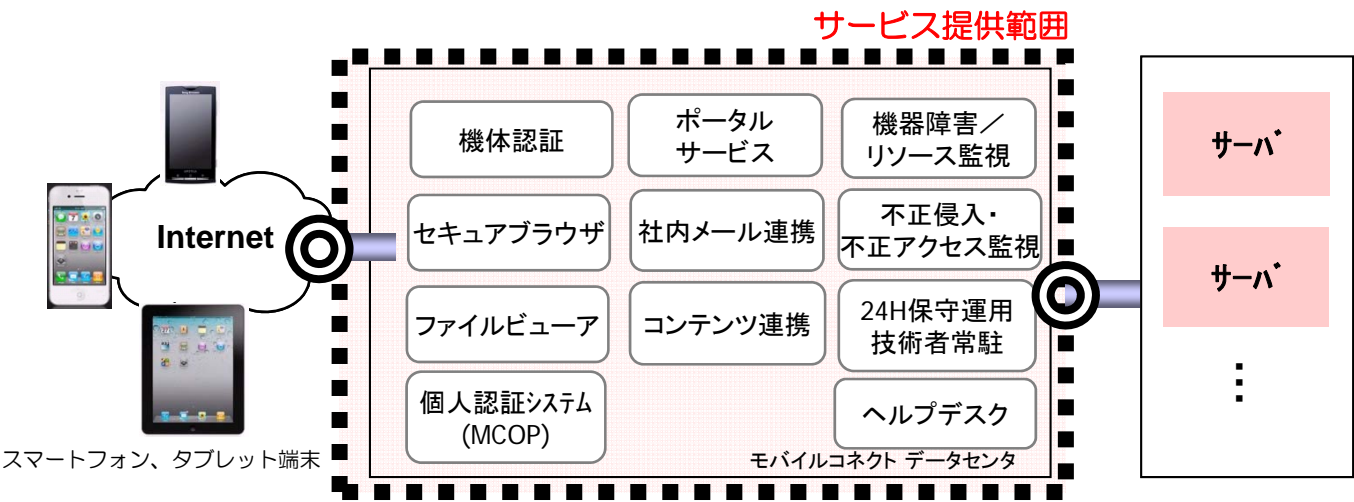 サービス提供範囲
機体認証
ポータル
サービス
機器障害／
リソース監視
サーバ
Internet
セキュアブラウザ
社内メール連携
不正侵入・
不正アクセス監視
サーバ
ファイルビューア
コンテンツ連携
24H保守運用
技術者常駐
個人認証システム
(MCOP)
ヘルプデスク
スマートフォン、タブレット端末
モバイルコネクト データセンタ